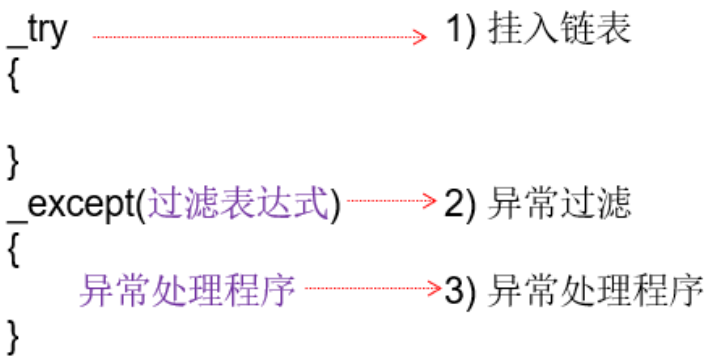 _try 1) 挂入链表
{
}
_except(过滤表达式) 2) 异常过滤
{
异常处理程序 3) 异常处理程序
}